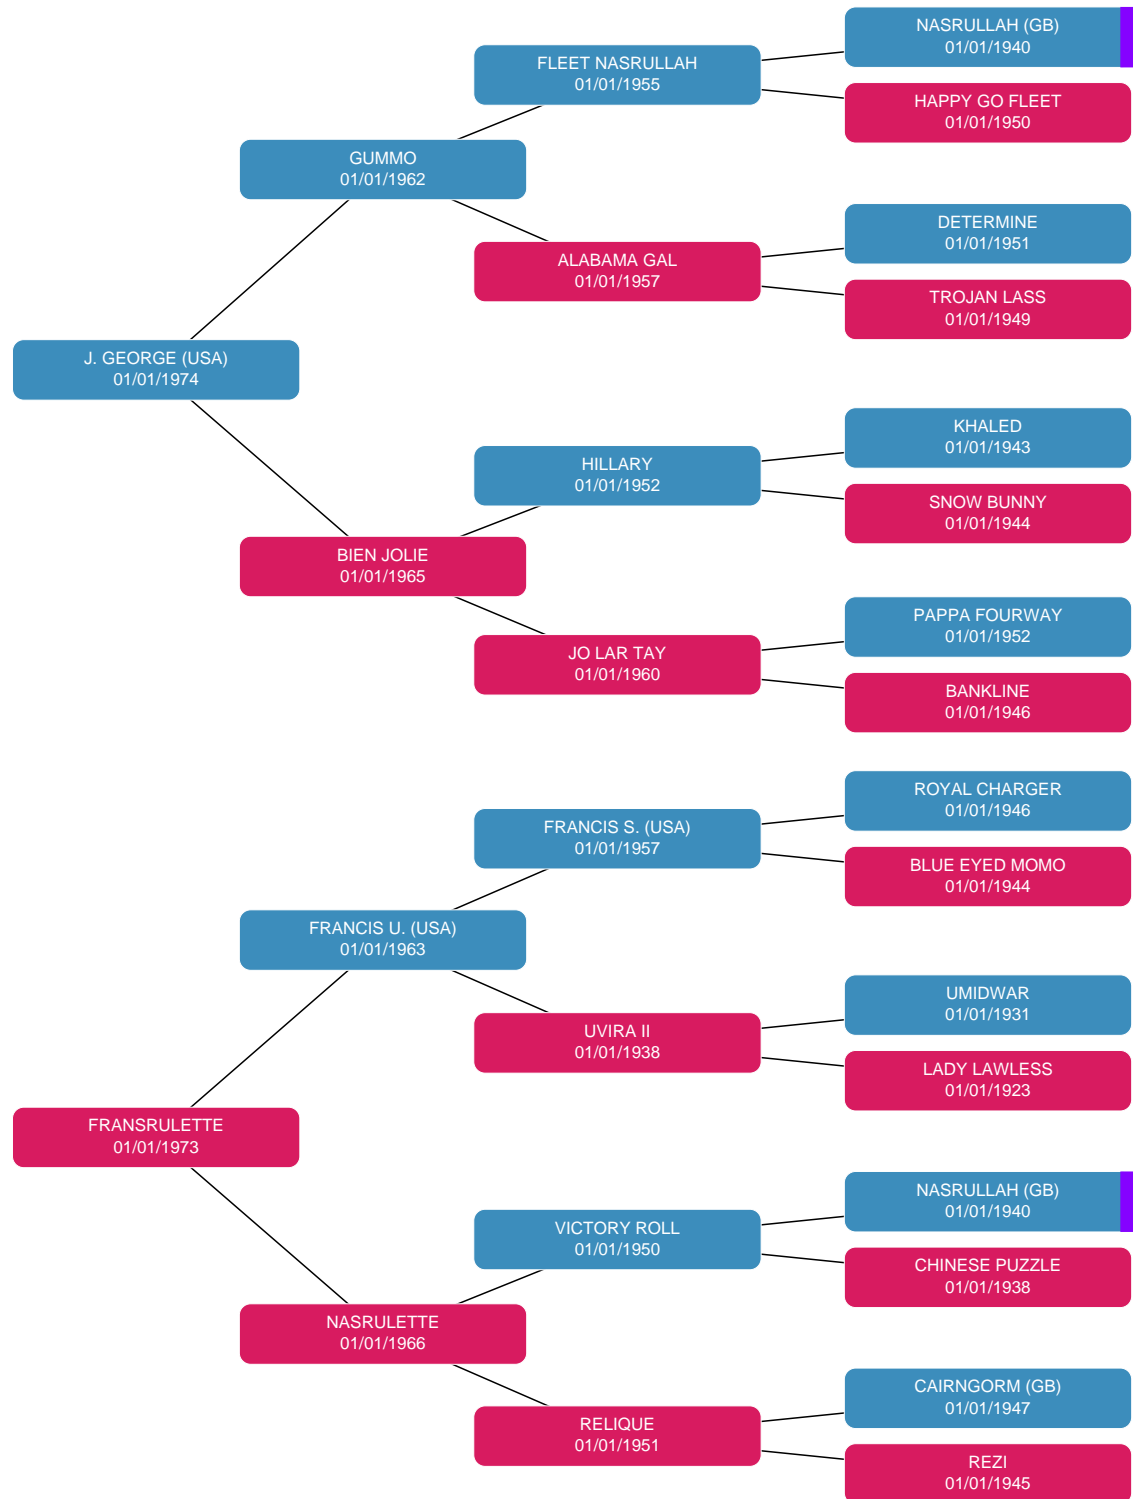 NASRULLAH (GB)
01/01/1940
FLEET NASRULLAH
01/01/1955
HAPPY GO FLEET
01/01/1950
GUMMO
01/01/1962
DETERMINE
01/01/1951
ALABAMA GAL
01/01/1957
TROJAN LASS
01/01/1949
J. GEORGE (USA)
01/01/1974
KHALED
01/01/1943
HILLARY
01/01/1952
SNOW BUNNY
01/01/1944
BIEN JOLIE
01/01/1965
PAPPA FOURWAY
01/01/1952
JO LAR TAY
01/01/1960
BANKLINE
01/01/1946
ROYAL CHARGER
01/01/1946
FRANCIS S. (USA)
01/01/1957
BLUE EYED MOMO
01/01/1944
FRANCIS U. (USA)
01/01/1963
UMIDWAR
01/01/1931
UVIRA II
01/01/1938
LADY LAWLESS
01/01/1923
FRANSRULETTE
01/01/1973
NASRULLAH (GB)
01/01/1940
VICTORY ROLL
01/01/1950
CHINESE PUZZLE
01/01/1938
NASRULETTE
01/01/1966
CAIRNGORM (GB)
01/01/1947
RELIQUE
01/01/1951
REZI
01/01/1945